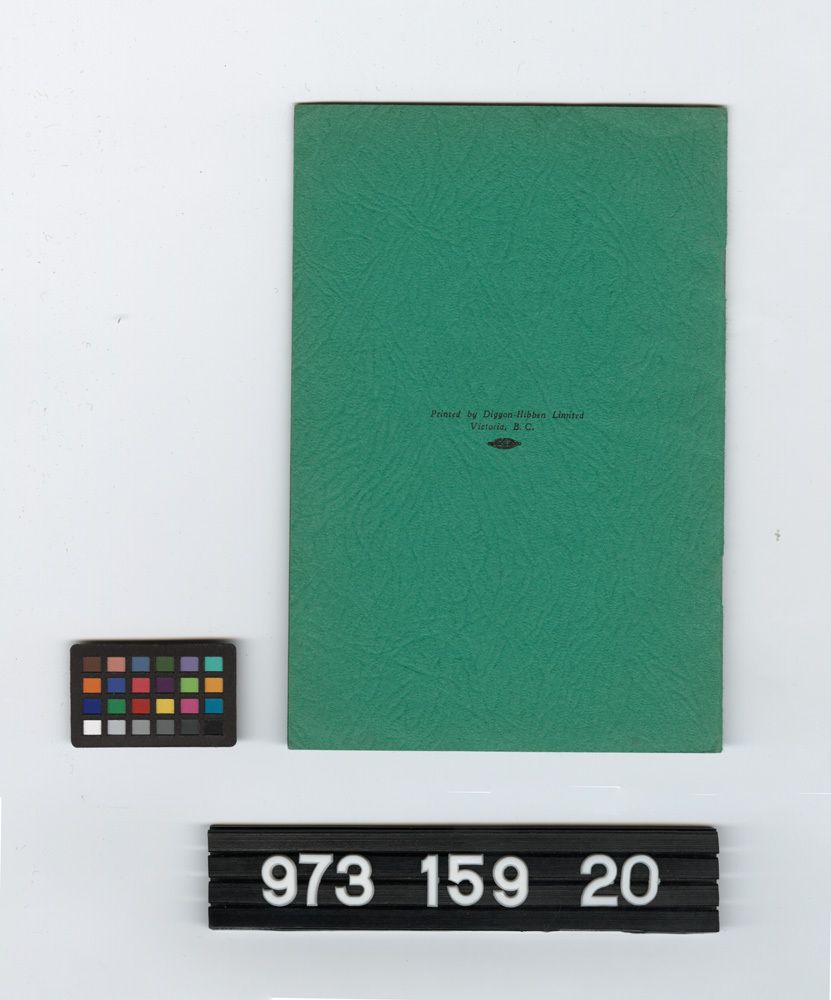 Printed by Diggon-Hibben Limited
Victoria, B. C.
973 159 20